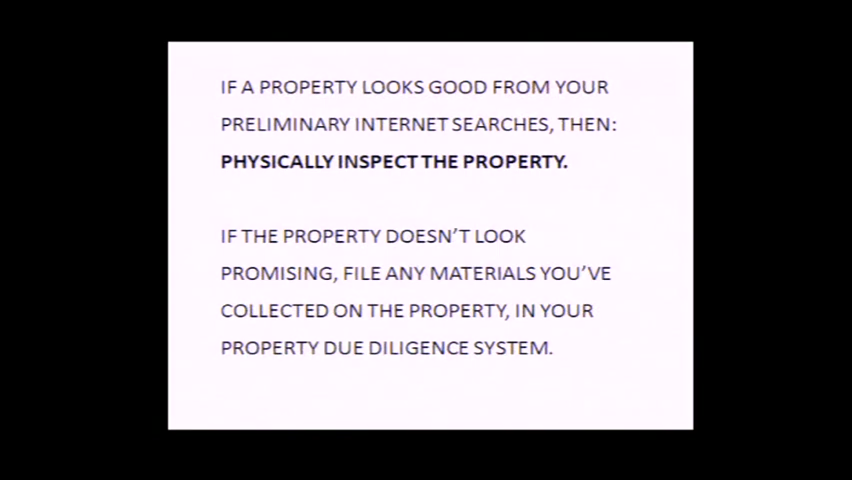 IF A PROPERTY LOOKS GOOD FROM YOUR
PRELIMINARY INTERNET SEARCHES, THEN:
PHYSICALLY INSPECT THE PROPERTY.
IF THE PROPERTY DOESN'T LOOK
PROMISING, FILE ANY MATERIALS YOU'VE
COLLECTED ON THE PROPERTY, IN YOUR
PROPERTY DUE DILIGENCE SYSTEM.